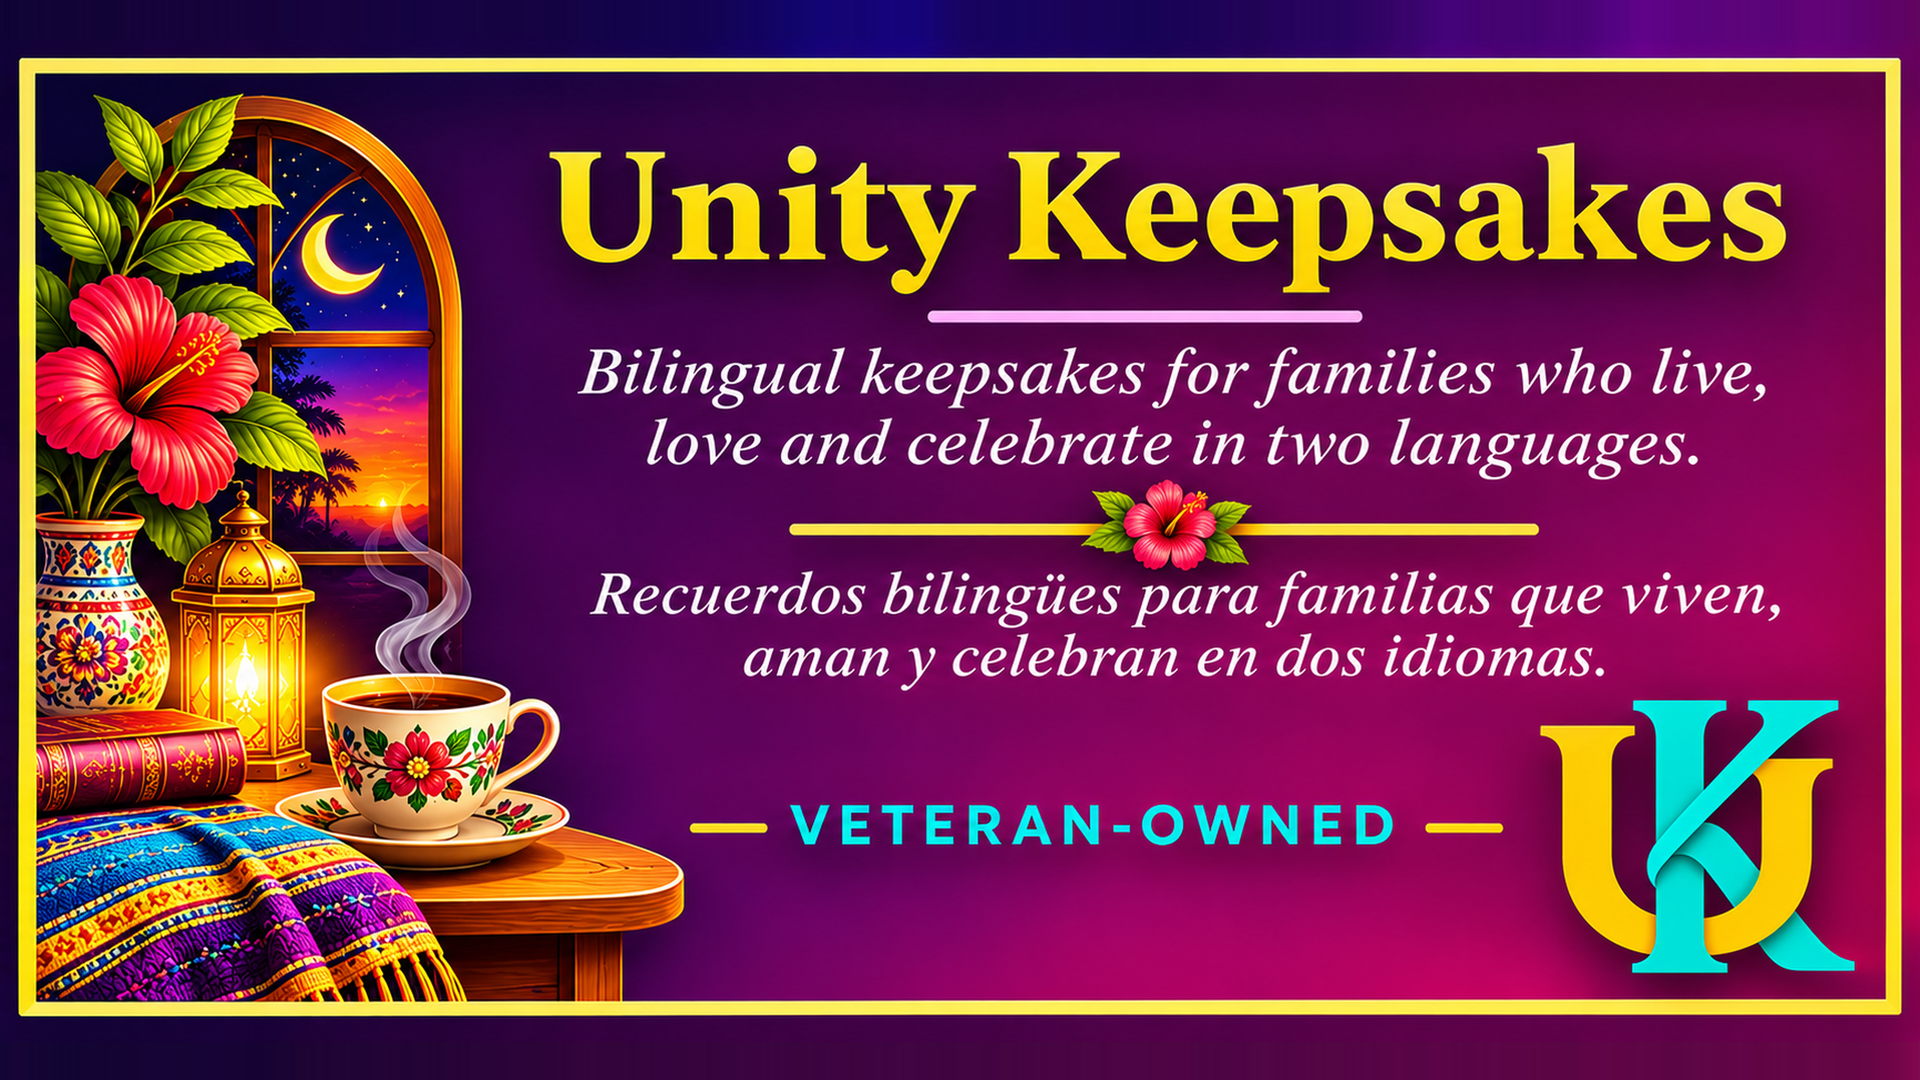 Unity Keepsakes
Bilingual keepsakes for families who live,
love and celebrate in two languages.
Recuerdos bilingües para familias que viven,
aman y celebran en dos idiomas.
VETERAN-OWNED
UK